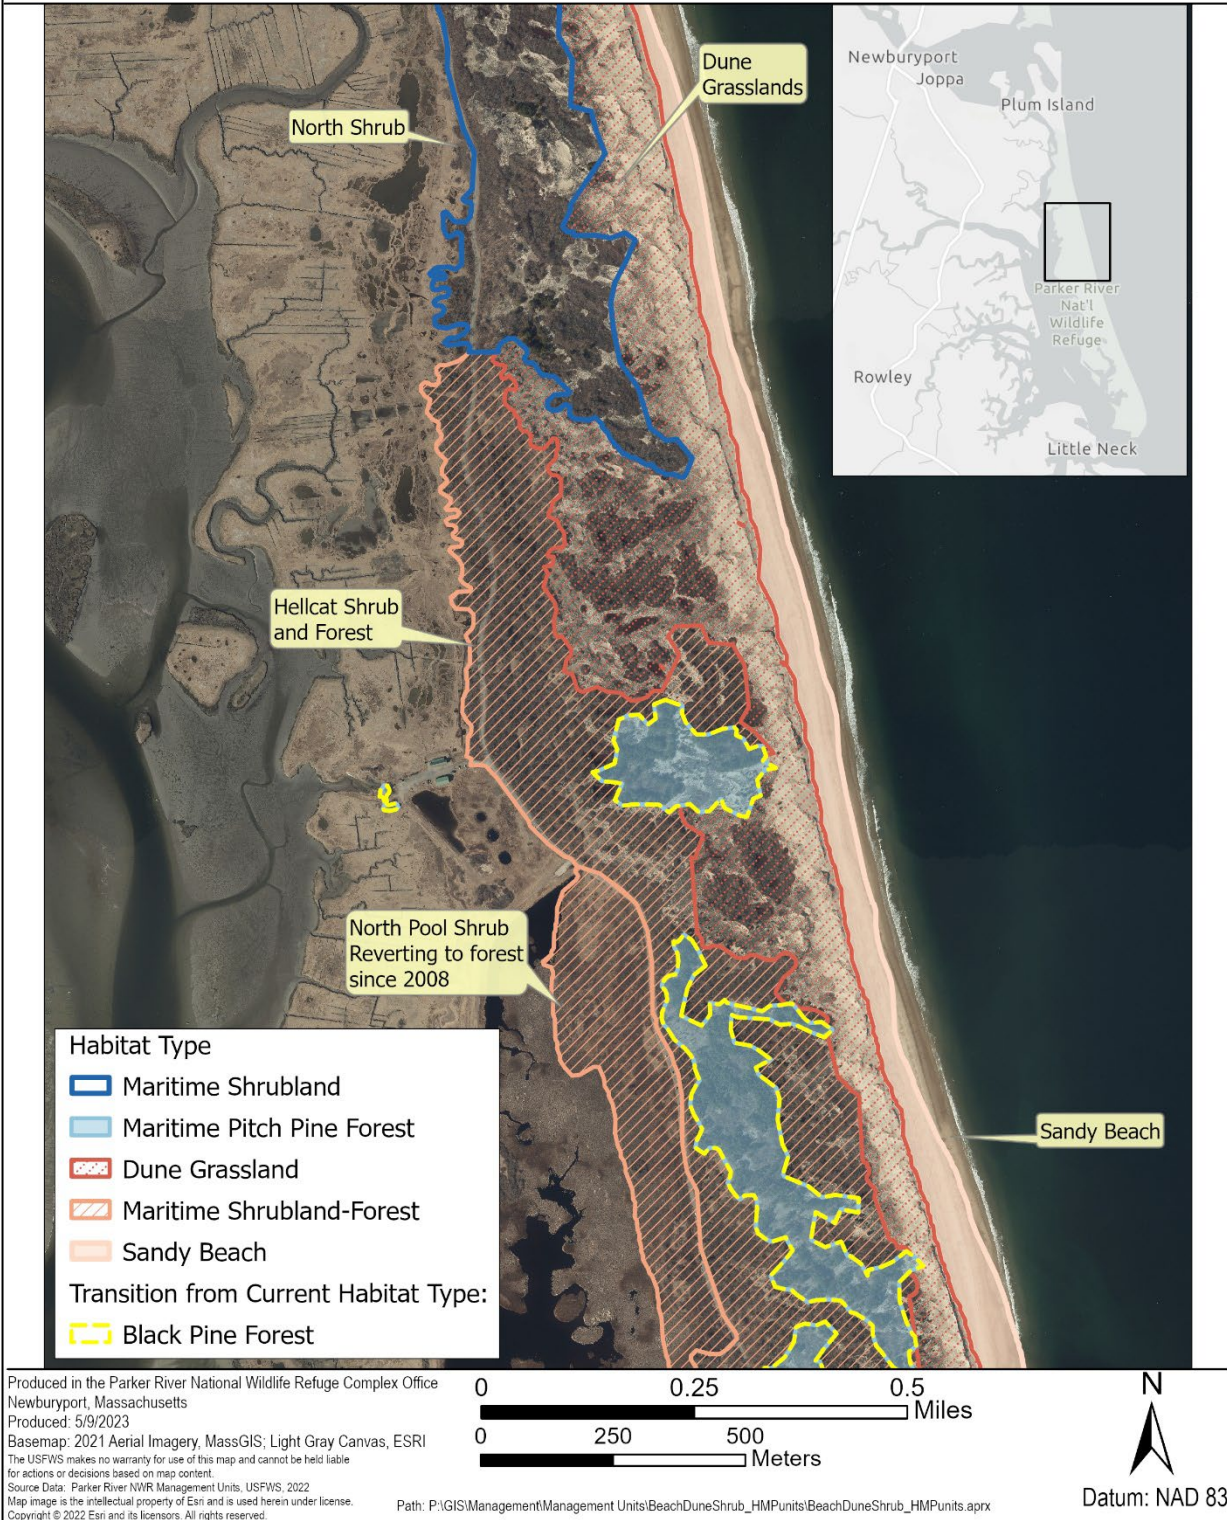 Dune
Grasslands
North Shrub
Newburyport
Joppa
Plum Island
Parker River
Nat'l
Wildlife
Refuge
Rowley
Little Neck
Hellcat Shrub
and Forest
North Pool Shrub
Reverting to forest
since 2008
Sandy Beach
Habitat Type
Maritime Shrubland
Maritime Pitch Pine Forest
Dune Grassland
Maritime Shrubland-Forest
Sandy Beach
Transition from Current Habitat Type:
Black Pine Forest
Produced in the Parker River National Wildlife Refuge Complex Office
Newburyport, Massachusetts
Produced: 5/9/2023
Basemap: 2021 Aerial Imagery, MassGIS; Light Gray Canvas, ESRI
The USFWS makes no warranty for use of this map and cannot be held liable
for actions or decisions based on map content.
Source Data: Parker River NWR Management Units, USFWS, 2022
Map image is the intellectual property of Esri and is used herein under license.
Copyright © 2022 Esri and its licensors. All rights reserved.
0 0.25 0.5
Miles
0 250 500
Meters
Path: P:\GIS\Management\Management Units\BeachDuneShrub_HMPunits\BeachDuneShrub_HMPunits.aprx
N
Datum: NAD 83